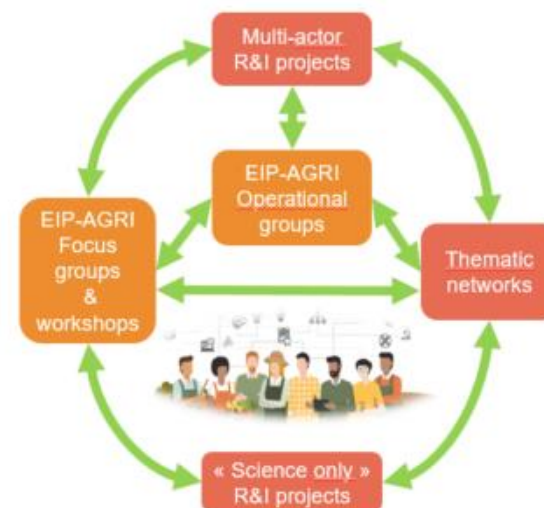 Multi-actor
R&I projects
EIP-AGRI
Operational
groups
EIP-AGRI
Focus
groups
&
workshops
Thematic
networks
« Science only »
R&I projects